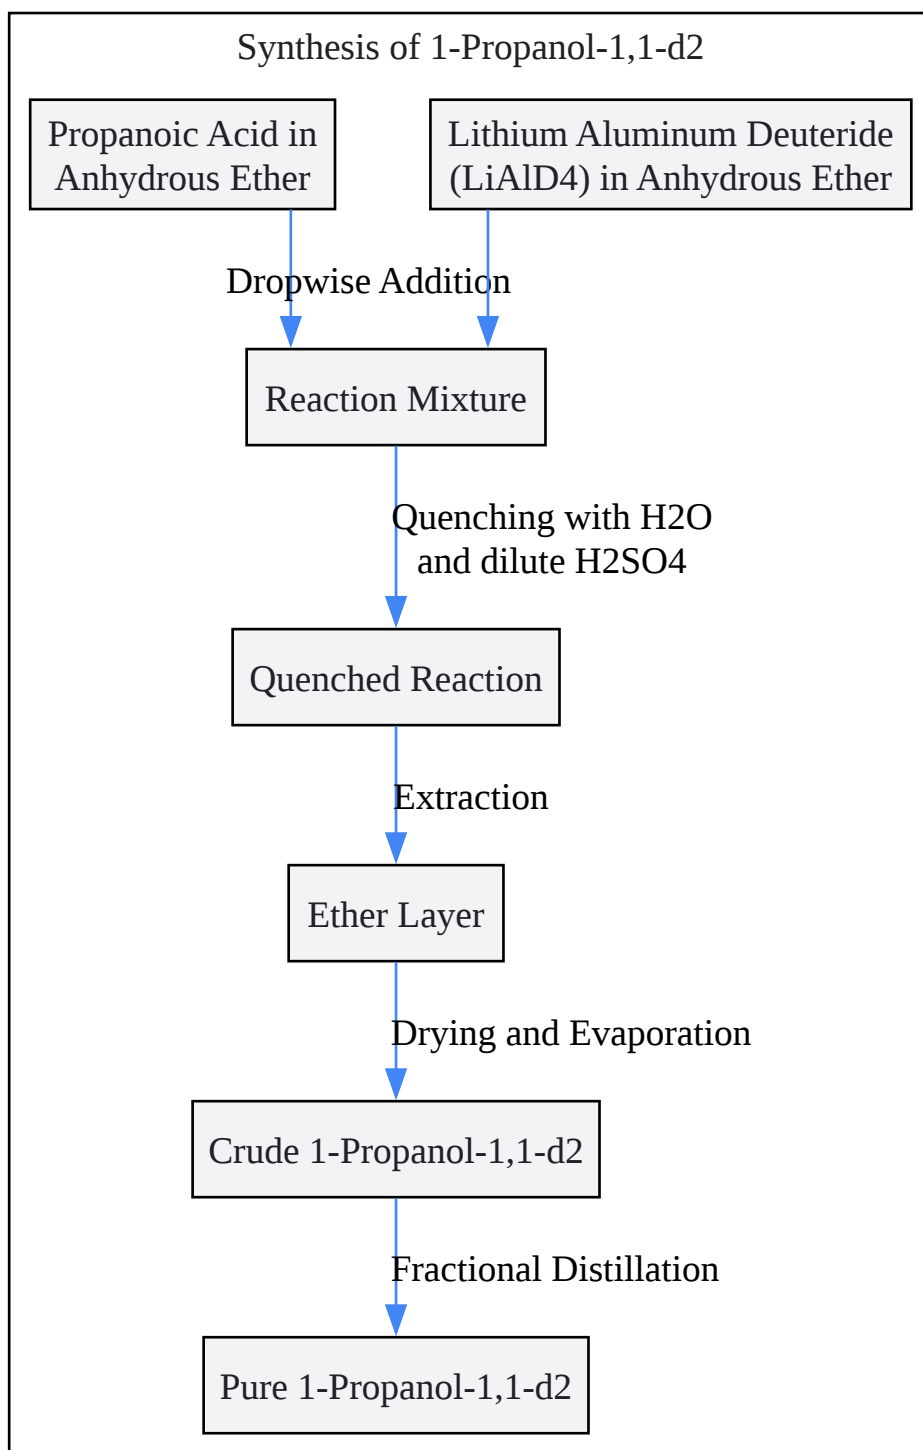 Synthesis of 1-Propanol-1,1-d2
Propanoic Acid in
Anhydrous Ether
Lithium Aluminum Deuteride
(LiAlD4) in Anhydrous Ether
Dropwise Addition
Reaction Mixture
Quenching with H2O
and dilute H2SO4
Quenched Reaction
Extraction
Ether Layer
Drying and Evaporation
Crude 1-Propanol-1,1-d2
Fractional Distillation
Pure 1-Propanol-1,1-d2